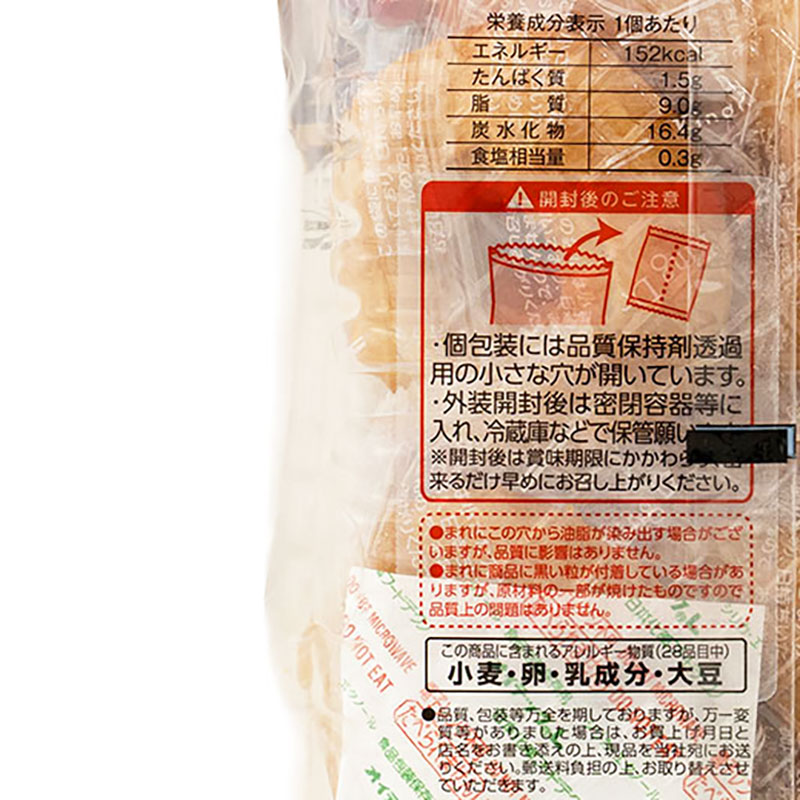 栄養成分表示 1個あたり
エネルギー 152kcal
たんぱく質 1.5g
脂質 9.0g
炭水化物 16.4g
食塩相当量 0.3g
開封後のご注意
・個包装には品質保持剤透過
用の小さな穴が開いています。
・外装開封後は密閉容器等に
入れ、冷蔵庫などで保管願い
※開封後は賞味期限にかかわら
来るだけ早めにお召し上がりください。
●まれにこの穴から油脂が染み出す場合がござ
いますが、品質に影響はありません。
●まれに商品に黒い粒が付着している場合があ
りますが、原材料の一部が焼けたものですので
品質上の問題はありません。
この商品に含まれるアレルギー物質(28品目中)
小麦・卵・乳成分・大豆
●品質、包装等万全を期しておりますが、万一変
質等がありました場合は、お買上げ月日と
店名をお書き添えの上、現品を当社宛にお送
りください。郵送料負担の上、お取り替えさせ
ていただきます。
DO NOT MICROWAVE
DO NOT EAT